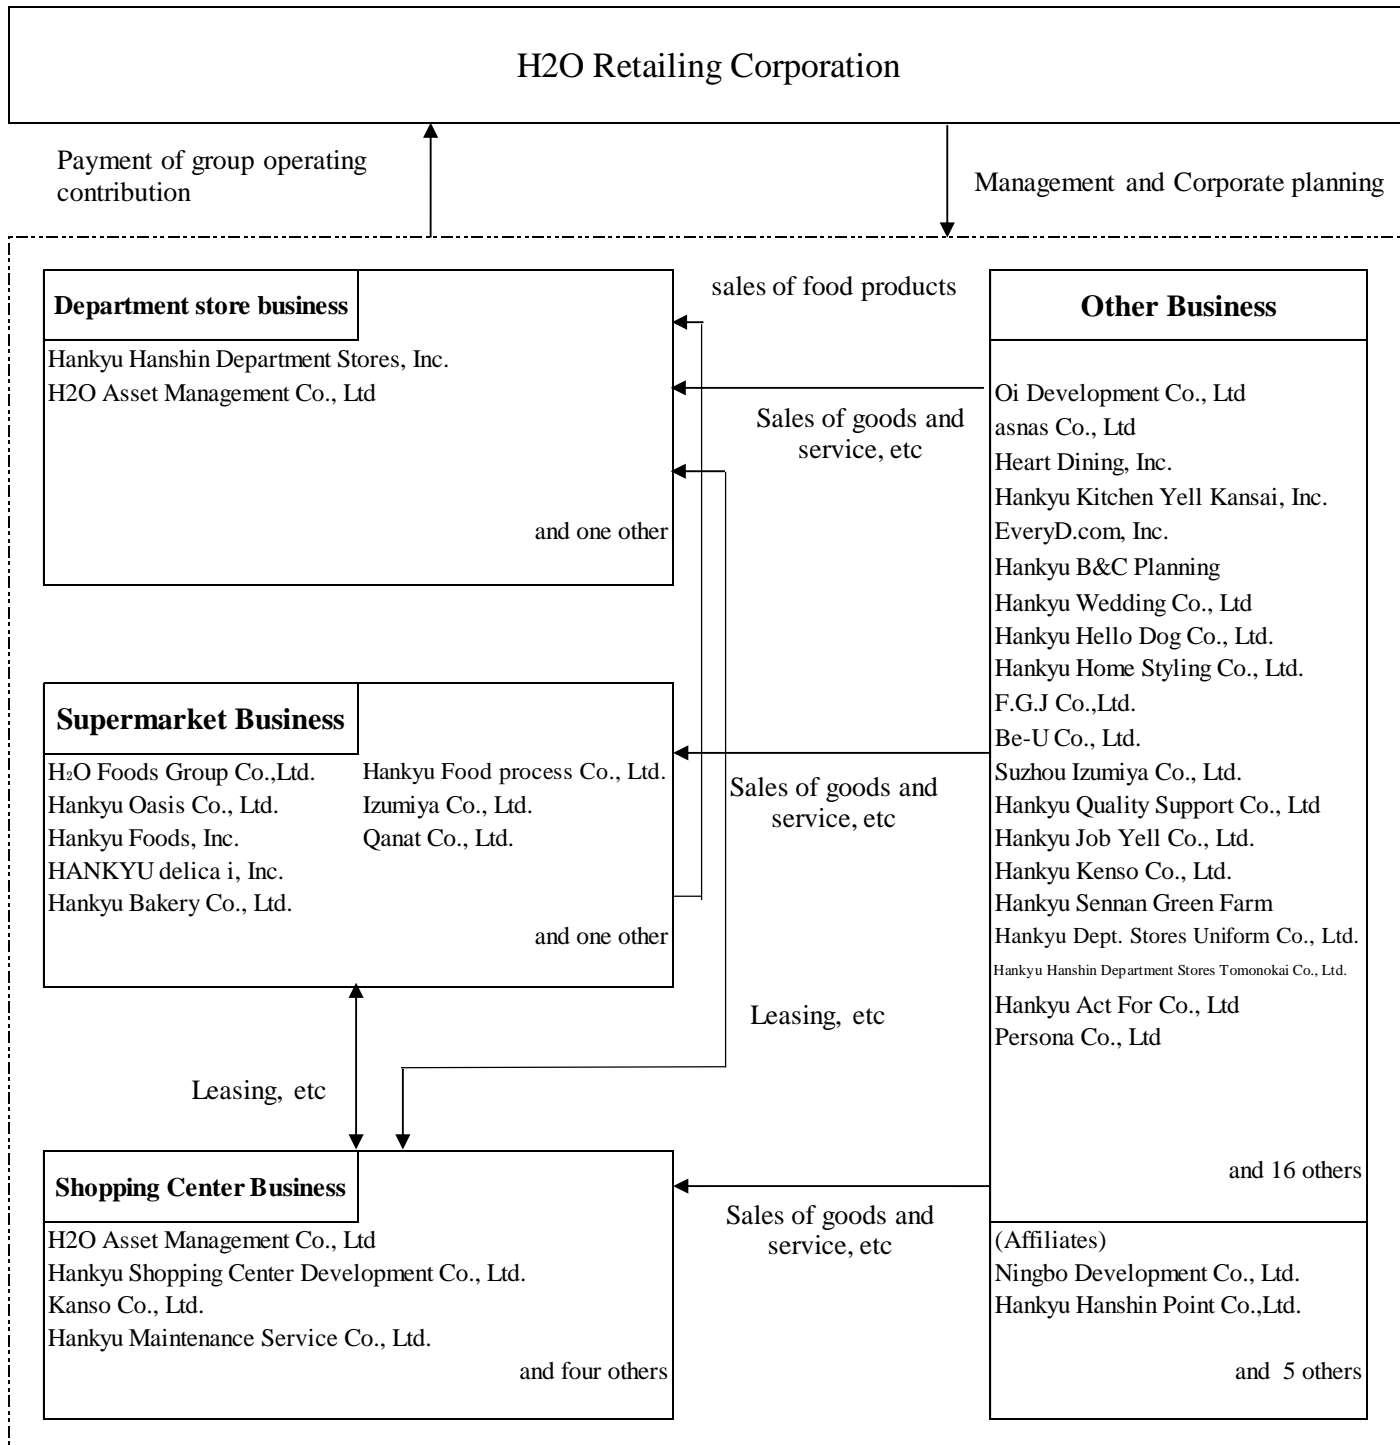 H2O Retailing Corporation
Payment of group operating
contribution
Management and Corporate planning
Department store business
Hankyu Hanshin Department Stores, Inc.
H2O Asset Management Co., Ltd
and one other
sales of food products
Sales of goods and
service, etc
Supermarket Business
H₂O Foods Group Co.,Ltd.
Hankyu Oasis Co., Ltd.
Hankyu Foods, Inc.
HANKYU delica i, Inc.
Hankyu Bakery Co., Ltd.
Hankyu Food process Co., Ltd.
Izumiya Co., Ltd.
Qanat Co., Ltd.
and one other
Sales of goods and
service, etc
Leasing, etc
Leasing, etc
Shopping Center Business
H2O Asset Management Co., Ltd
Hankyu Shopping Center Development Co., Ltd.
Kanso Co., Ltd.
Hankyu Maintenance Service Co., Ltd.
and four others
Sales of goods and
service, etc
Other Business
Oi Development Co., Ltd
asnas Co., Ltd
Heart Dining, Inc.
Hankyu Kitchen Yell Kansai, Inc.
EveryD.com, Inc.
Hankyu B&C Planning
Hankyu Wedding Co., Ltd
Hankyu Hello Dog Co., Ltd.
Hankyu Home Styling Co., Ltd.
F.G.J Co.,Ltd.
Be-U Co., Ltd.
Suzhou Izumiya Co., Ltd.
Hankyu Quality Support Co., Ltd
Hankyu Job Yell Co., Ltd.
Hankyu Kenso Co., Ltd.
Hankyu Sennan Green Farm
Hankyu Dept. Stores Uniform Co., Ltd.
Hankyu Hanshin Department Stores Tomonokai Co., Ltd.
Hankyu Act For Co., Ltd
Persona Co., Ltd
and 16 others
(Affiliates)
Ningbo Development Co., Ltd.
Hankyu Hanshin Point Co.,Ltd.
and 5 others